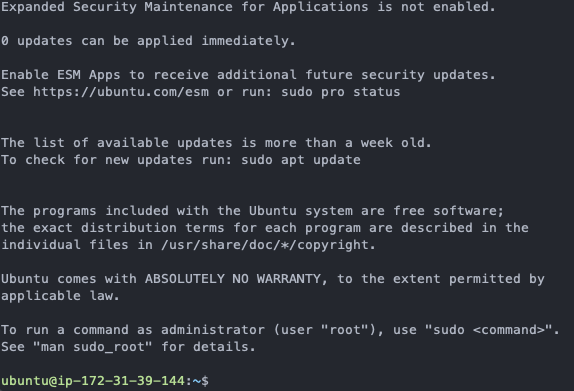 Expanded Security Maintenance for Applications is not enabled.
0 updates can be applied immediately.
Enable ESM Apps to receive additional future security updates.
See https://ubuntu.com/esm or run: sudo pro status
The list of available updates is more than a week old.
To check for new updates run: sudo apt update
The programs included with the Ubuntu system are free software;
the exact distribution terms for each program are described in the
individual files in /usr/share/doc/*/copyright.
Ubuntu comes with ABSOLUTELY NO WARRANTY, to the extent permitted by
applicable law.
To run a command as administrator (user "root"), use "sudo <command>".
See "man sudo_root" for details.
ubuntu@ip-172-31-39-144:~$